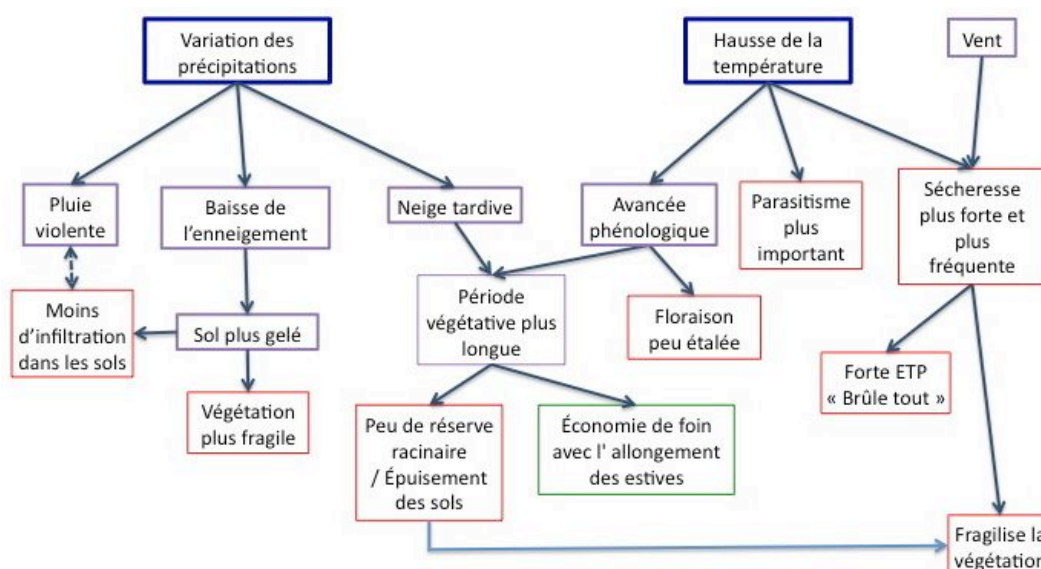 Variation des
précipitations
Hausse de la
température
Vent
Pluie
violente
Baisse de
l'enneigement
Neige tardive
Avancée
phénologique
Parasitisme
plus
important
Sécheresse
plus forte et
plus
fréquente
Moins
d'infiltration
dans les sols
Sol plus gelé
Période
végétative plus
longue
Floraison
peu étalée
Forte ETP
« Brûle tout »
Végétation
plus fragile
Peu de réserve
racinaire
/ Épuisement
des sols
Économie de foin
avec l' allongement
des estives
Fragilise la
végétation